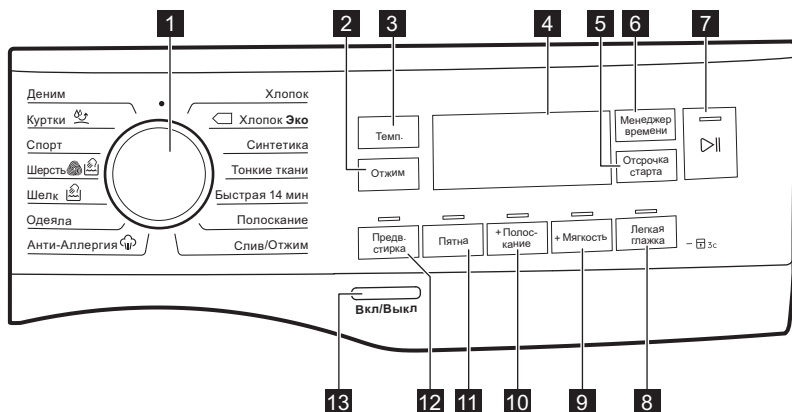 1
2
3
4
5
6
7
Деним
Куртки
Спорт
Шерсть
Шелк
Одеяла
Анти-Аллергия
Хлопок
Хлопок Эко
Синтетика
Тонкие ткани
Быстрая 14 мин
Полоскание
Слив/Отжим
Темп.
Отжим
Менеджер
времени
Отсрочка
старта
Предв.
стирка
Пятна
+ Полос-
кание
+ Мягкость
Легкая
глажка
3с
Вкл/Выкл
13
12
11
10
9
8